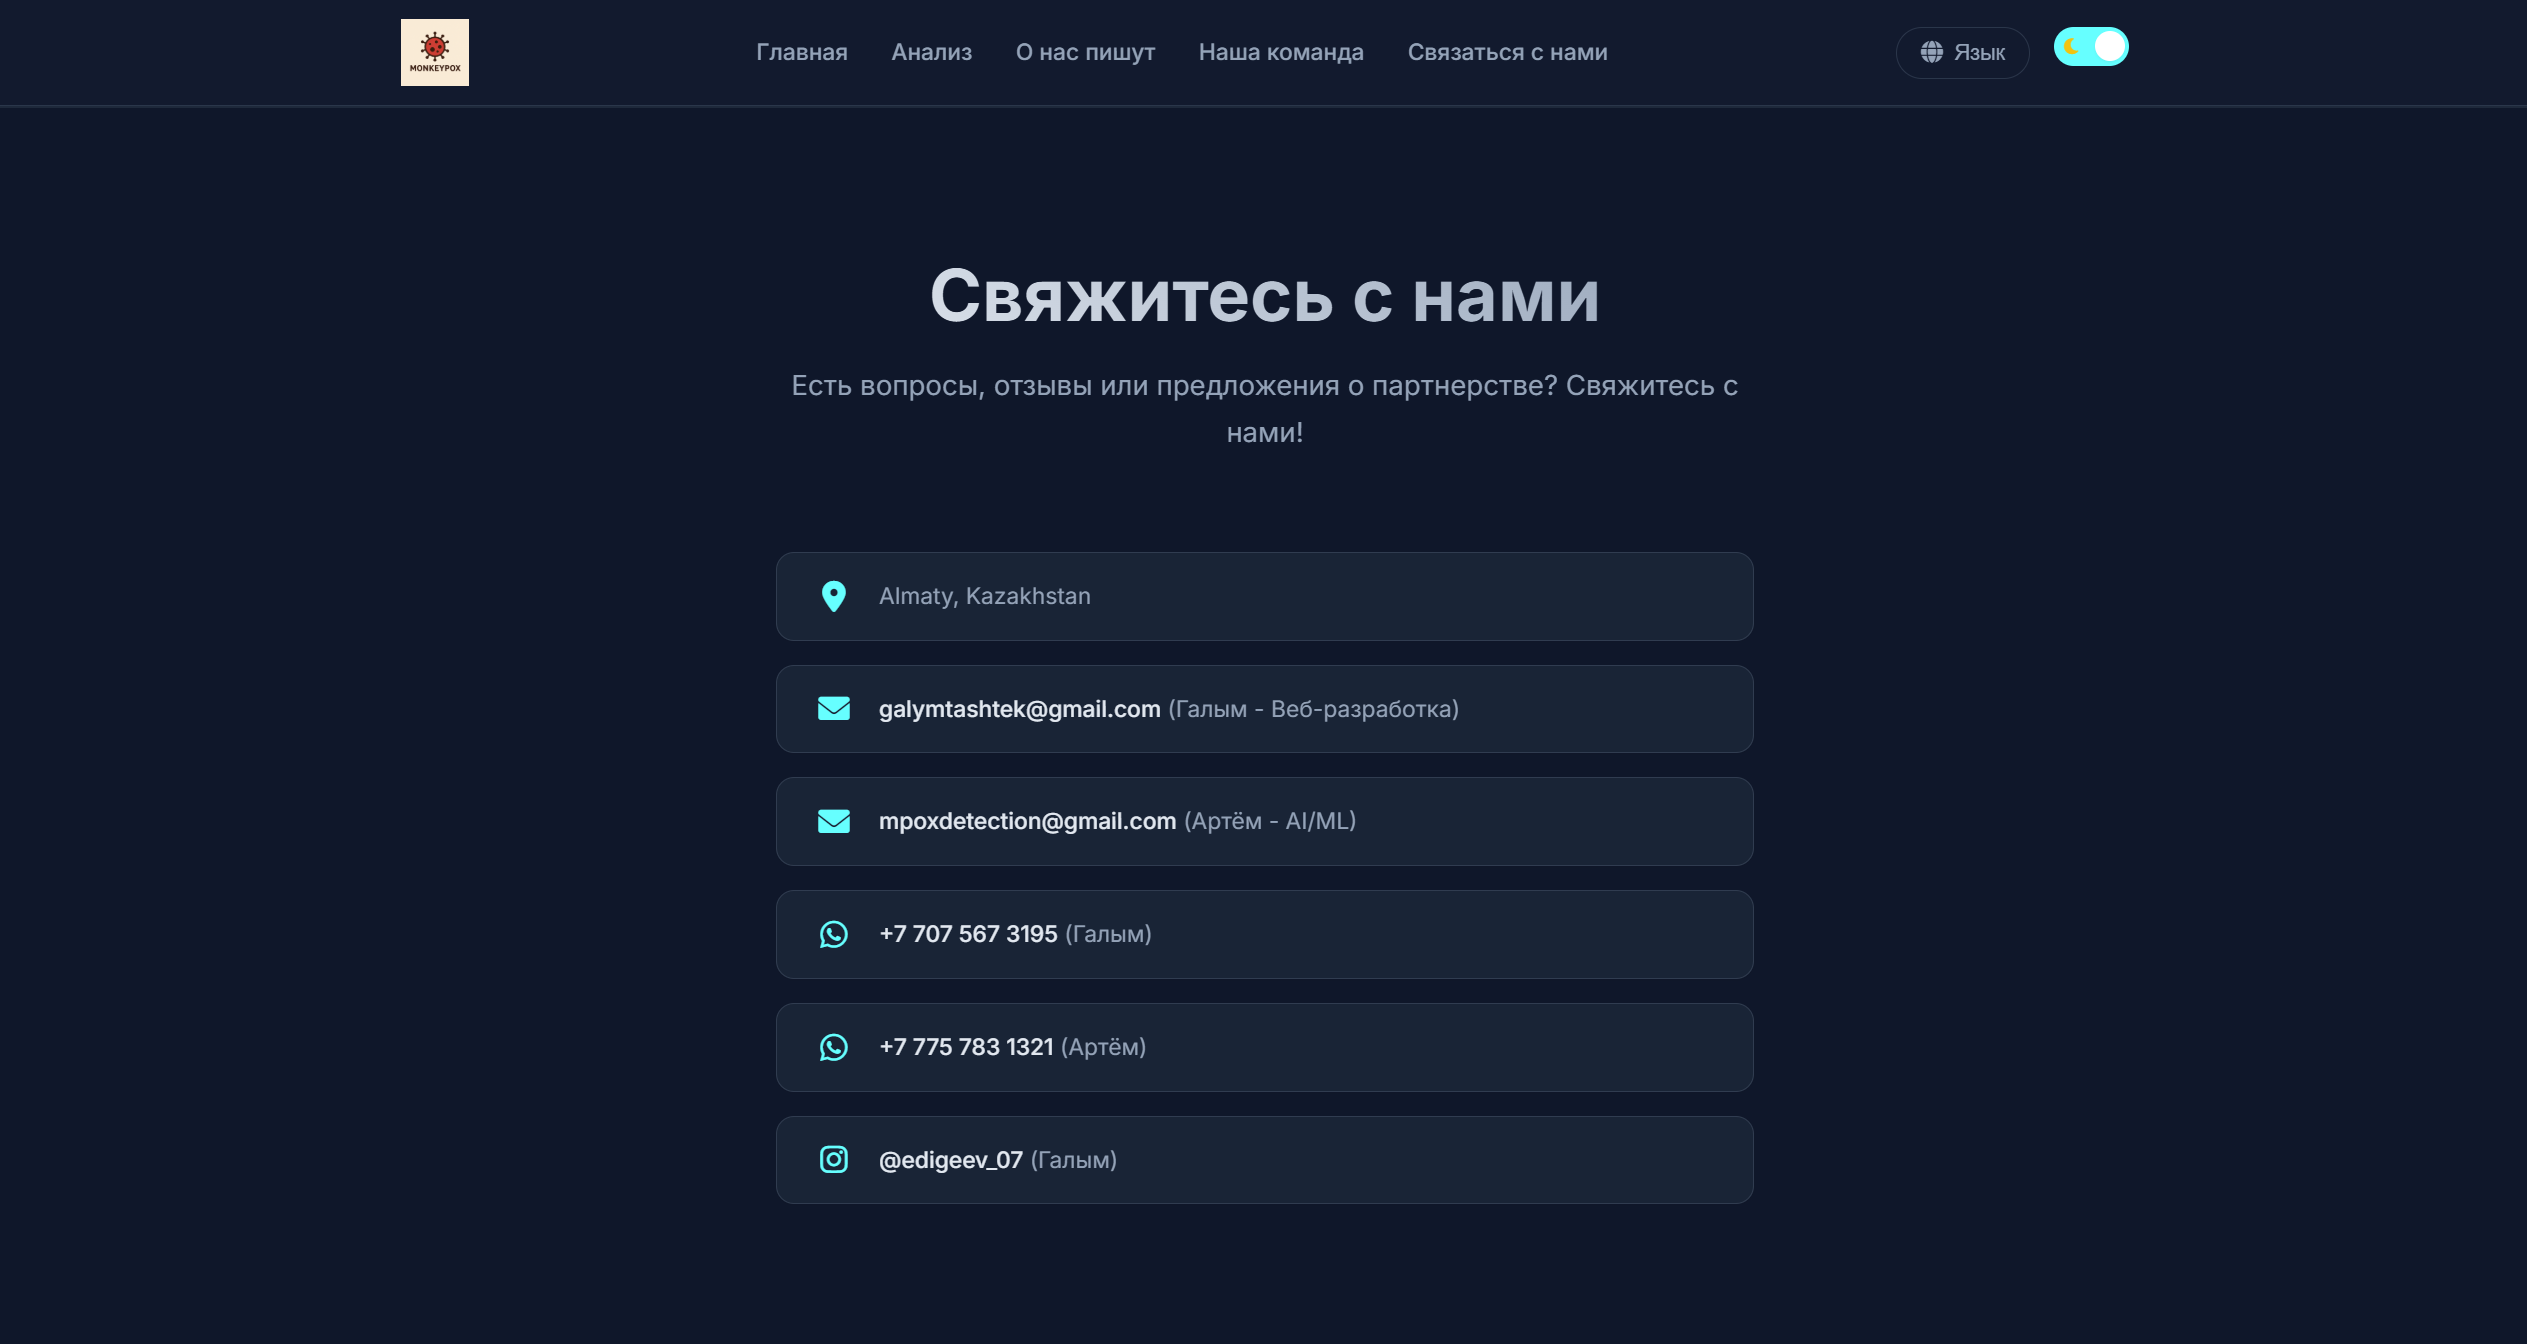 MONKEYPOX
Главная
Анализ
О нас пишут
Наша команда
Связаться с нами
Язык
Свяжитесь с нами
Есть вопросы, отзывы или предложения о партнерстве? Свяжитесь с
нами!
Almaty, Kazakhstan
galymtashtek@gmail.com (Галым - Веб-разработка)
mpoxdetection@gmail.com (Артём - AI/ML)
+7 707 567 3195 (Галым)
+7 775 783 1321 (Артём)
@edigeev_07 (Галым)